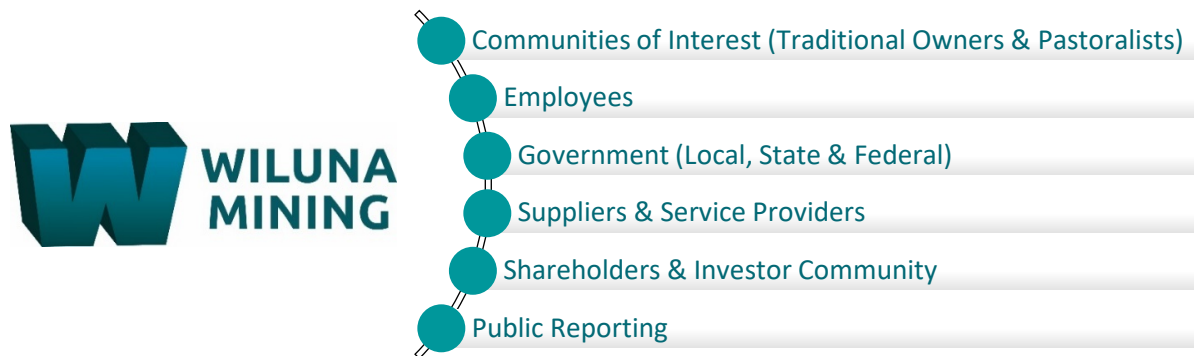 WILUNA
MINING
Communities of Interest (Traditional Owners & Pastoralists)
Employees
Government (Local, State & Federal)
Suppliers & Service Providers
Shareholders & Investor Community
Public Reporting